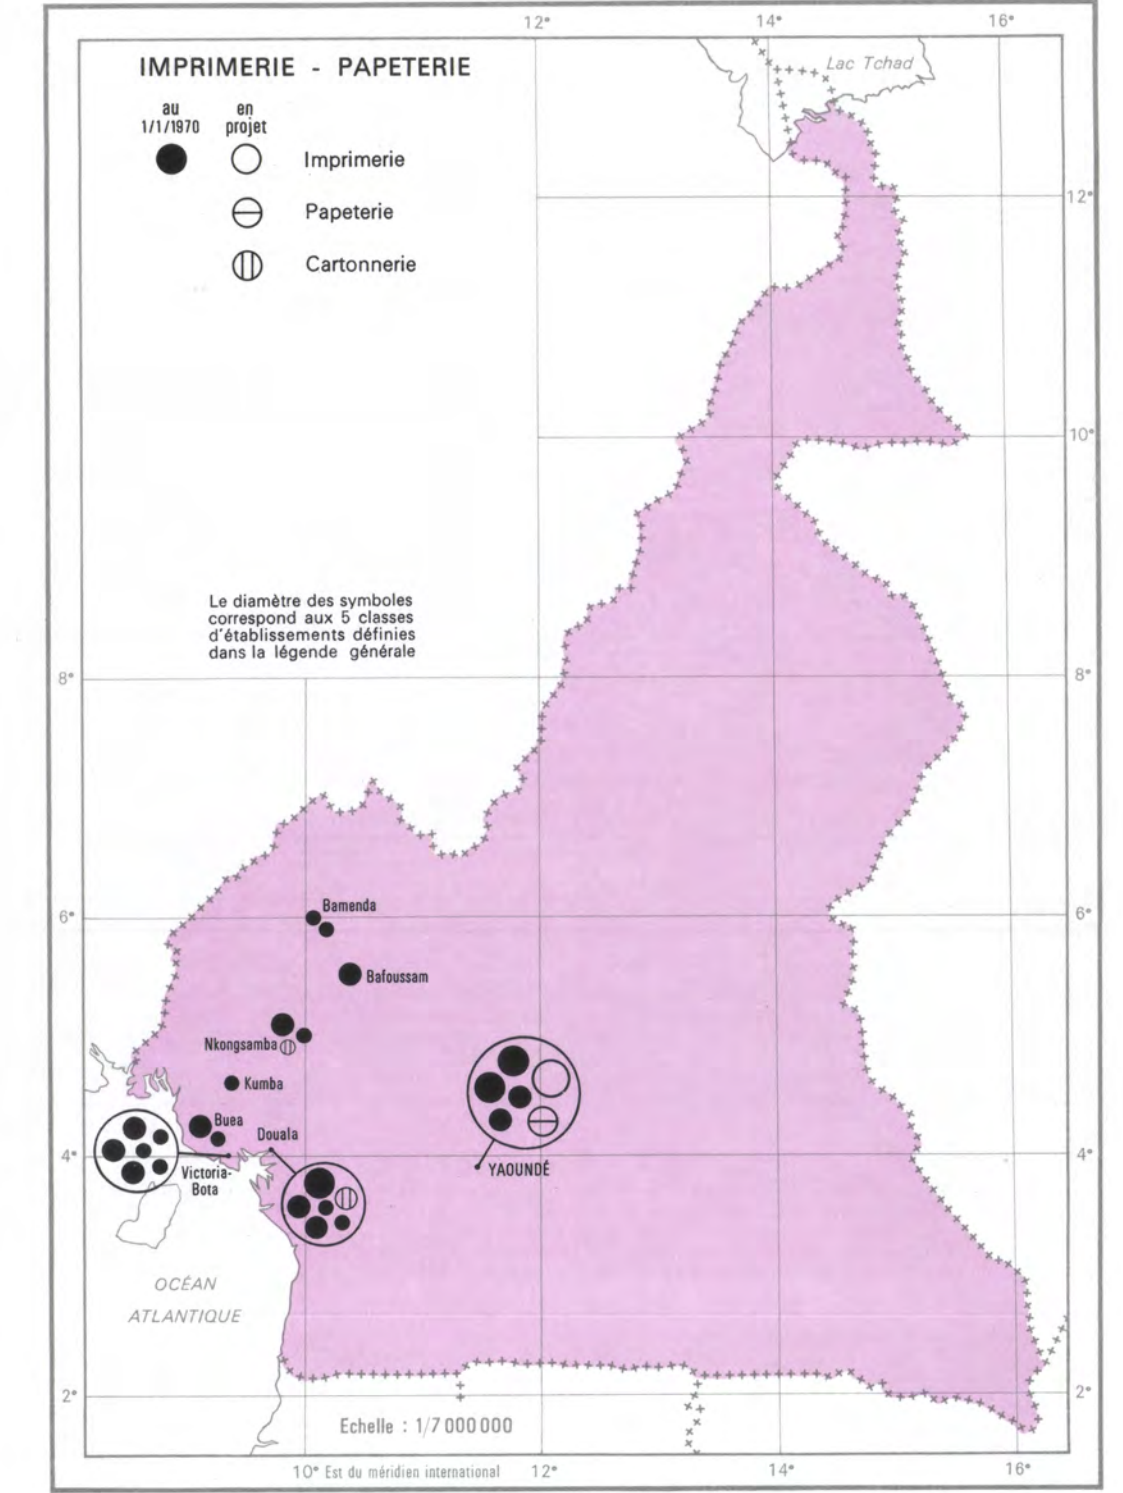 12° 14° 16°
IMPRIMERIE - PAPETERIE
au en
1/1/1970 projet
Imprimerie
Papeterie
Cartonnerie
Lac Tchad
12°
10°
Le diamètre des symboles
correspond aux 5 classes
d'établissements définies
dans la légende générale
8° 8°
6° 6°
Bamenda
Bafoussam
Nkongsamba
Kumba
Buea
Douala
4° 4°
Victoria-
Bota
YAOUNDÉ
OCÉAN
ATLANTIQUE
2° 2°
Echelle : 1/7 000 000
10° Est du méridien international 12° 14° 16°